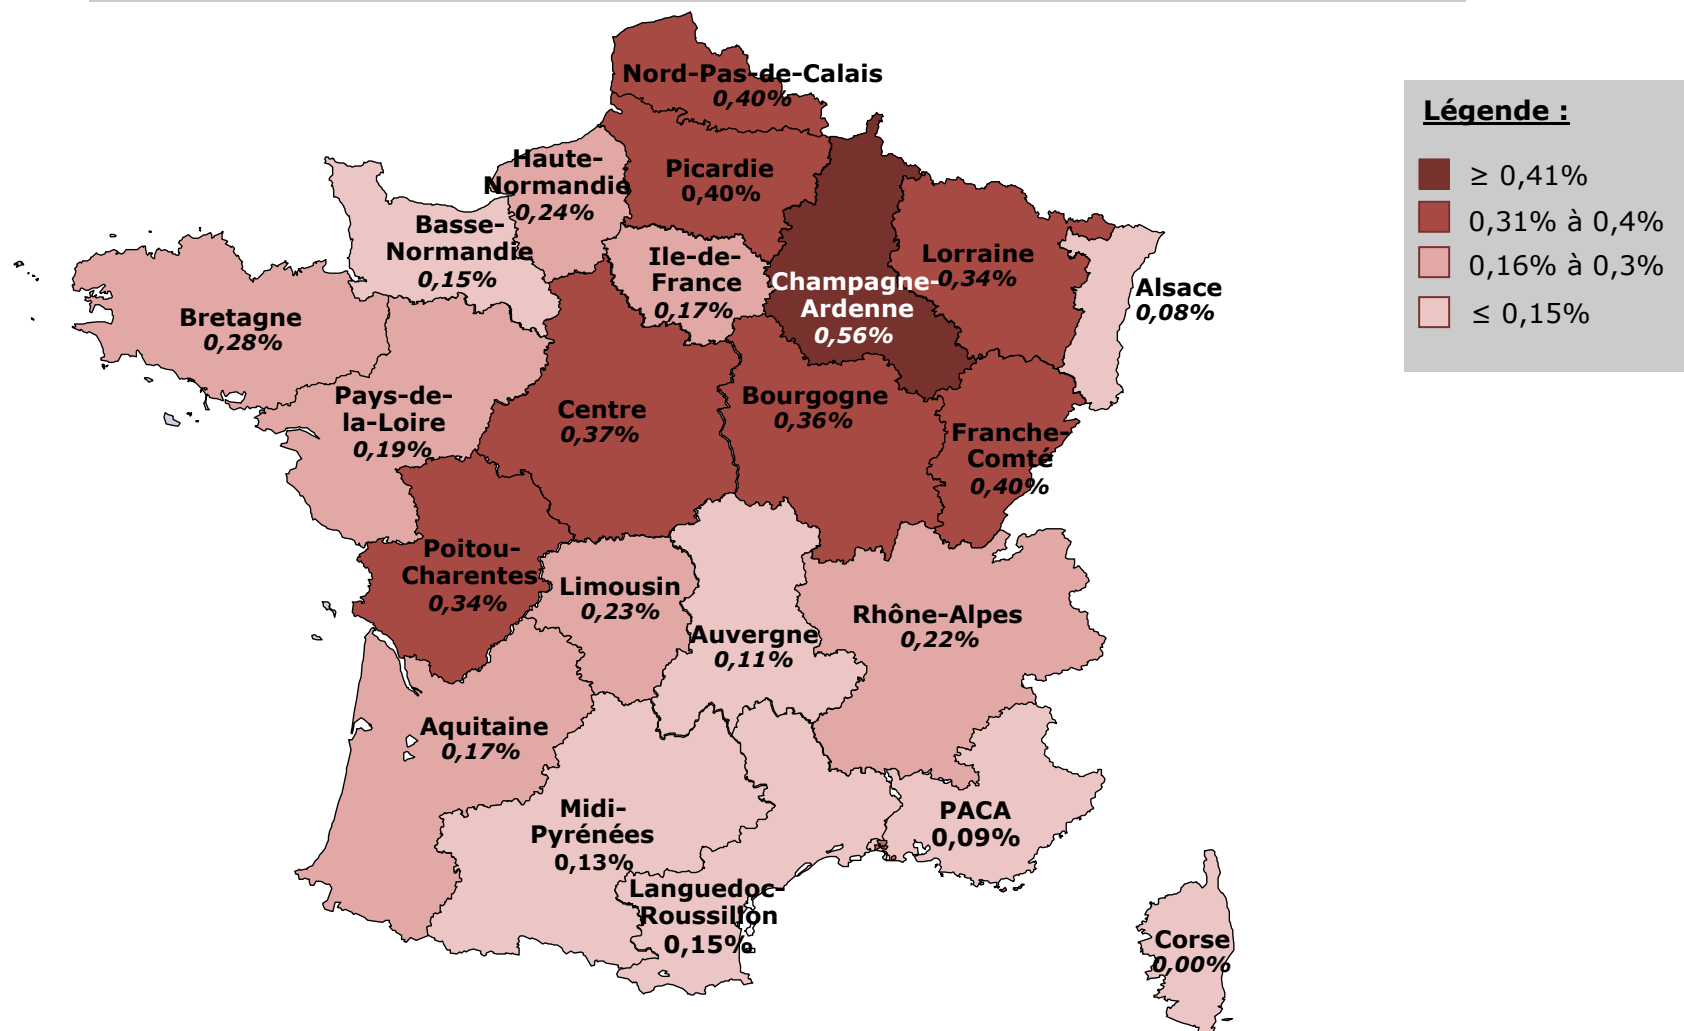 Nord-Pas-de-Calais
0,40%
Légende :
≥ 0,41%
0,31% à 0,4%
0,16% à 0,3%
≤ 0,15%
Haute-
Normandie
0,24%
Picardie
0,40%
Basse-
Normandie
0,15%
Ile-de-
France
0,17%
Champagne-
Ardenne
0,56%
Lorraine
0,34%
Alsace
0,08%
Bretagne
0,28%
Pays-de-
la-Loire
0,19%
Centre
0,37%
Bourgogne
0,36%
Franche-
Comté
0,40%
Poitou-
Charentes
0,34%
Limousin
0,23%
Auvergne
0,11%
Rhône-Alpes
0,22%
Aquitaine
0,17%
Midi-
Pyrénées
0,13%
PACA
0,09%
Languedoc-
Roussillon
0,15%
Corse
0,00%